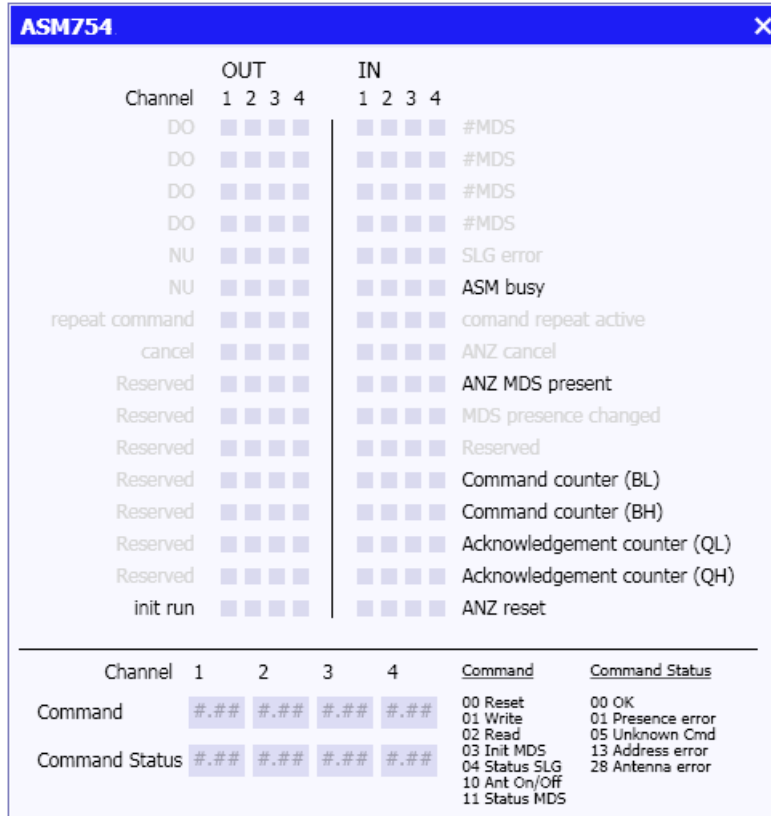 ASM754
OUT IN
Channel 1 2 3 4 1 2 3 4
DO #MDS
DO #MDS
DO #MDS
DO #MDS
NU SLG error
NU ASM busy
repeat command comand repeat active
cancel ANZ cancel
Reserved ANZ MDS present
Reserved MDS presence changed
Reserved Reserved
Reserved Command counter (BL)
Reserved Command counter (BH)
Reserved Acknowledgement counter (QL)
Reserved Acknowledgement counter (QH)
init run ANZ reset
Channel 1 2 3 4
Command #.## #.## #.## #.##
Command Status #.## #.## #.## #.##
Command
00 Reset
01 Write
02 Read
03 Init MDS
04 Status SLG
10 Ant On/Off
11 Status MDS
Command Status
00 OK
01 Presence error
05 Unknown Cmd
13 Address error
28 Antenna error